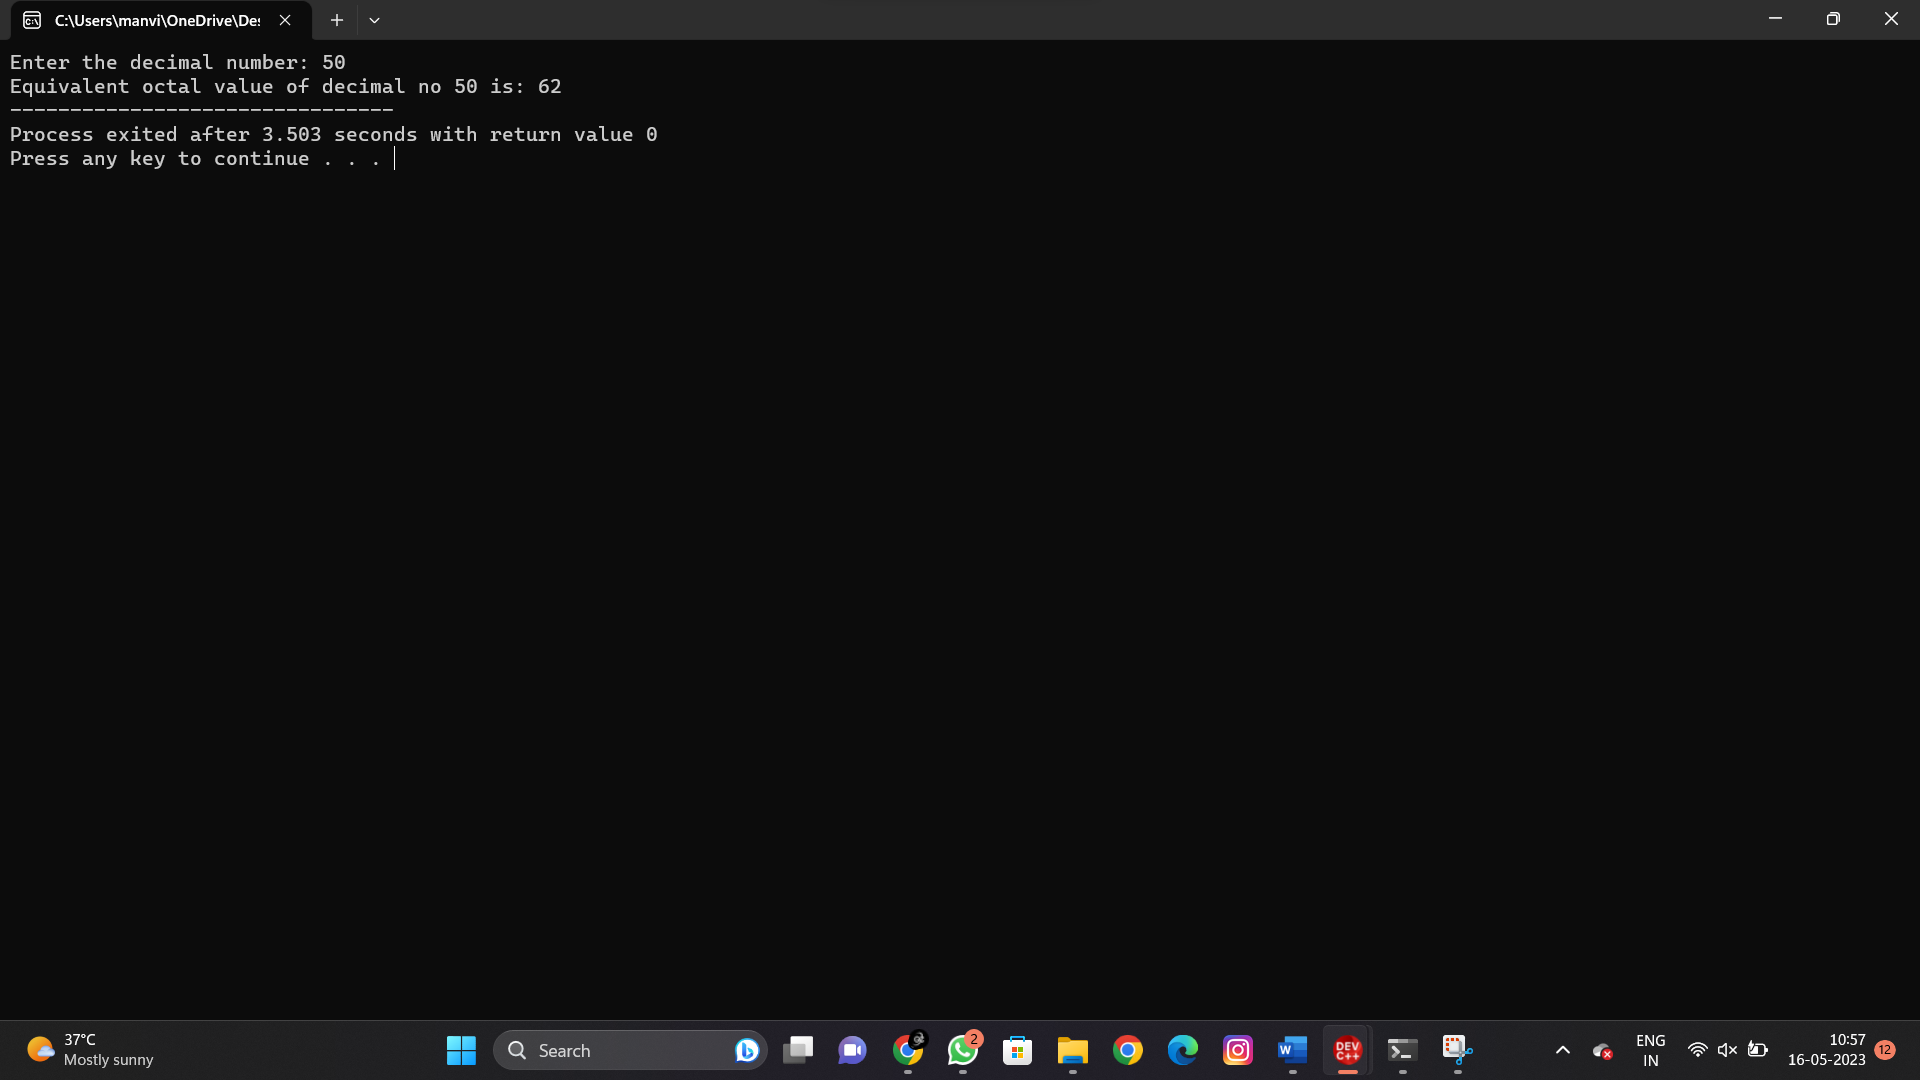 C:\Users\manvi\OneDrive\Des
Enter the decimal number: 50
Equivalent octal value of decimal no 50 is: 62
--------------------------------
Process exited after 3.503 seconds with return value 0
Press any key to continue . . .
37°C
Mostly sunny
Search
2
W
DEV
C++
ENG
IN
10:57
16-05-2023
12